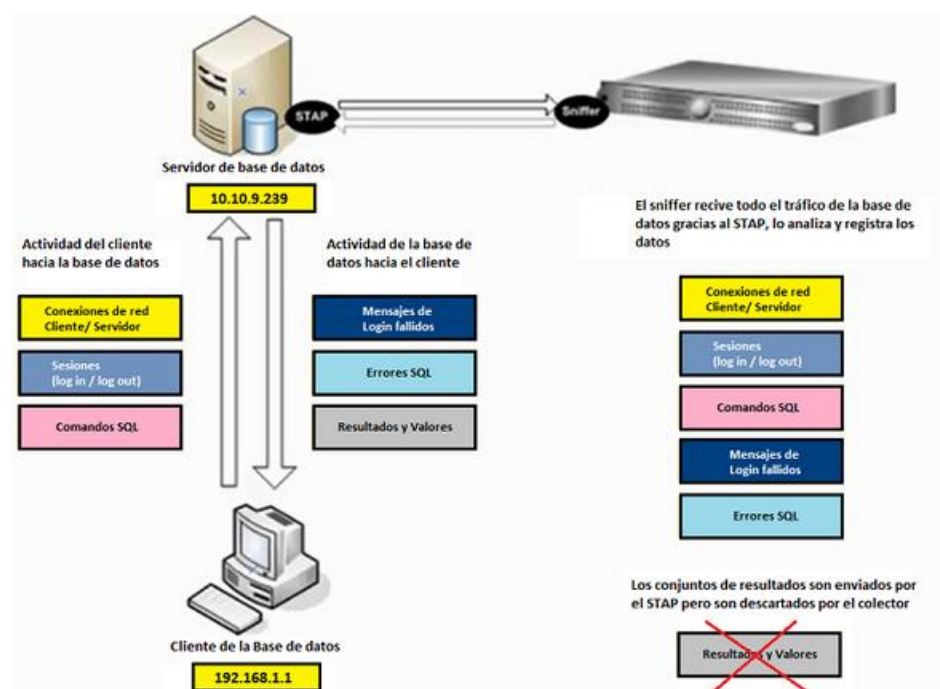 STAP
Sniffer
Servidor de base de datos
10.10.9.239
El sniffer recive todo el tráfico de la base de
datos gracias al STAP, lo analiza y registra los
datos
Actividad del cliente
hacia la base de datos
Actividad de la base de
datos hacia el cliente
Conexiones de red
Cliente/ Servidor
Sesiones
(log in / log out)
Comandos SQL
Mensajes de
Login fallidos
Errores SQL
Resultados y Valores
Conexiones de red
Cliente/ Servidor
Sesiones
(log in / log out)
Comandos SQL
Mensajes de
Login fallidos
Errores SQL
Los conjuntos de resultados son enviados por
el STAP pero son descartados por el colector
Resultados y Valores
Cliente de la Base de datos
192.168.1.1